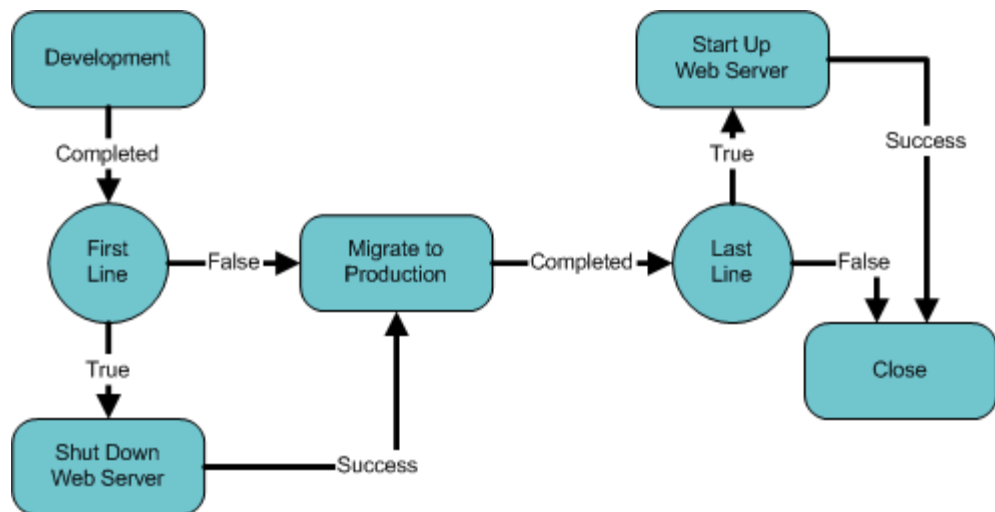 Development
Start Up
Web Server
Completed
True
Success
First
Line
False
Migrate to
Production
Completed
Last
Line
False
True
Close
Shut Down
Web Server
Success